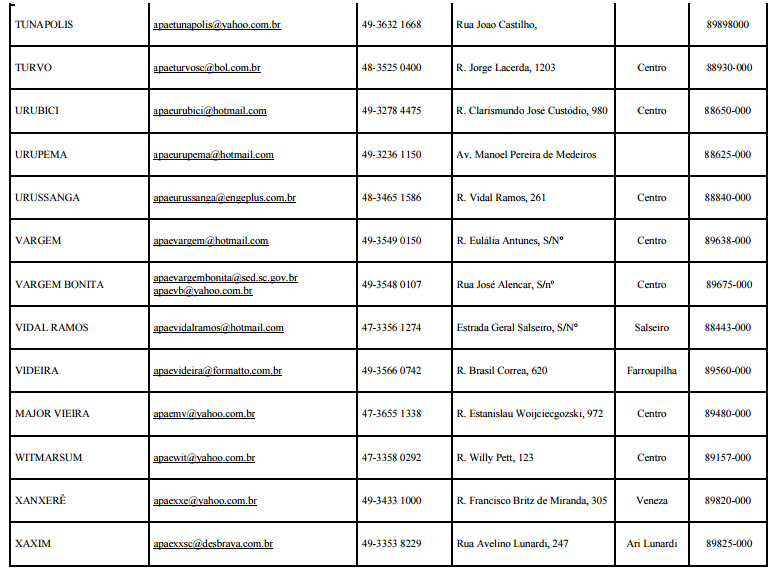 TUNAPOLIS apaetunapolis@yahoo.com.br 49-3632 1668 Rua Joao Castilho, 89898000
TURVO apaeturvosc@bol.com.br 48-3525 0400 R. Jorge Lacerda, 1203 Centro 88930-000
URUBICI apaeurubici@hotmail.com 49-3278 4475 R. Clarismundo José Custódio, 980 Centro 88650-000
URUPEMA apaeurupema@hotmail.com 49-3236 1150 Av. Manoel Pereira de Medeiros 88625-000
URUSSANGA apaeurussanga@engeplus.com.br 48-3465 1586 R. Vidal Ramos, 261 Centro 88840-000
VARGEM apaevargem@hotmail.com 49-3549 0150 R. Eulália Antunes, S/Nº Centro 89638-000
VARGEM BONITA apaevargembonita@sed.sc.gov.br
apaevb@yahoo.com.br 49-3548 0107 Rua José Alencar, S/nº Centro 89675-000
VIDAL RAMOS apaevidalramos@hotmail.com 47-3356 1274 Estrada Geral Salseiro, S/Nº Salseiro 88443-000
VIDEIRA apaevideira@formatto.com.br 49-3566 0742 R. Brasil Correa, 620 Farroupilha 89560-000
MAJOR VIEIRA apaemv@yahoo.com.br 47-3655 1338 R. Estanislau Woijciecgozski, 972 Centro 89480-000
WITMARSUM apaewit@yahoo.com.br 47-3358 0292 R. Willy Pett, 123 Centro 89157-000
XANXERÊ apaexxe@yahoo.com.br 49-3433 1000 R. Francisco Britz de Miranda, 305 Veneza 89820-000
XAXIM apaexxsc@desbrava.com.br 49-3353 8229 Rua Avelino Lunardi, 247 Ari Lunardi 89825-000